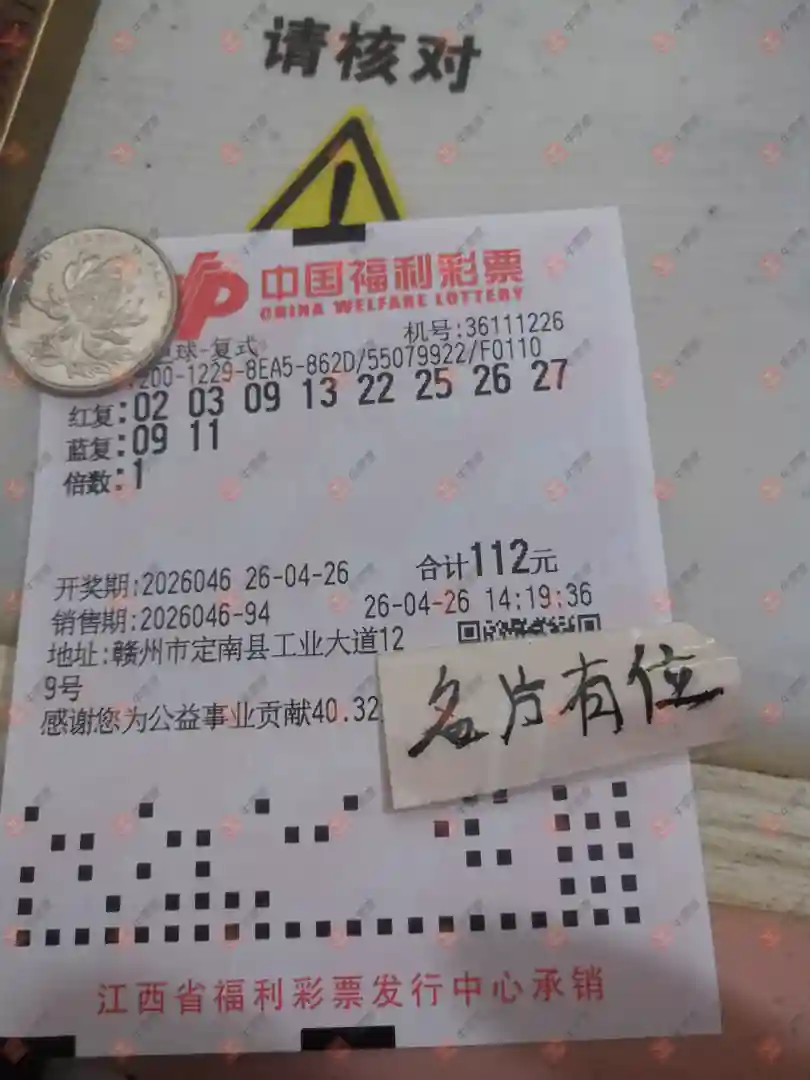 请核对
中国福利彩票
CHINA WELFARE LOTTERY
色球-复式
机号:36111226
200-1229-8EA5-862D/55079922/F0110
红复:02 03 09 13 22 25 26 27
蓝复:09 11
倍数:1
开奖期:2026046 26-04-26
合计112元
销售期:2026046-94
26-04-26 14:19:36
地址:赣州市定南县工业大道12
9号
感谢您为公益事业贡献40.32
名片有位
江西省福利彩票发行中心承销